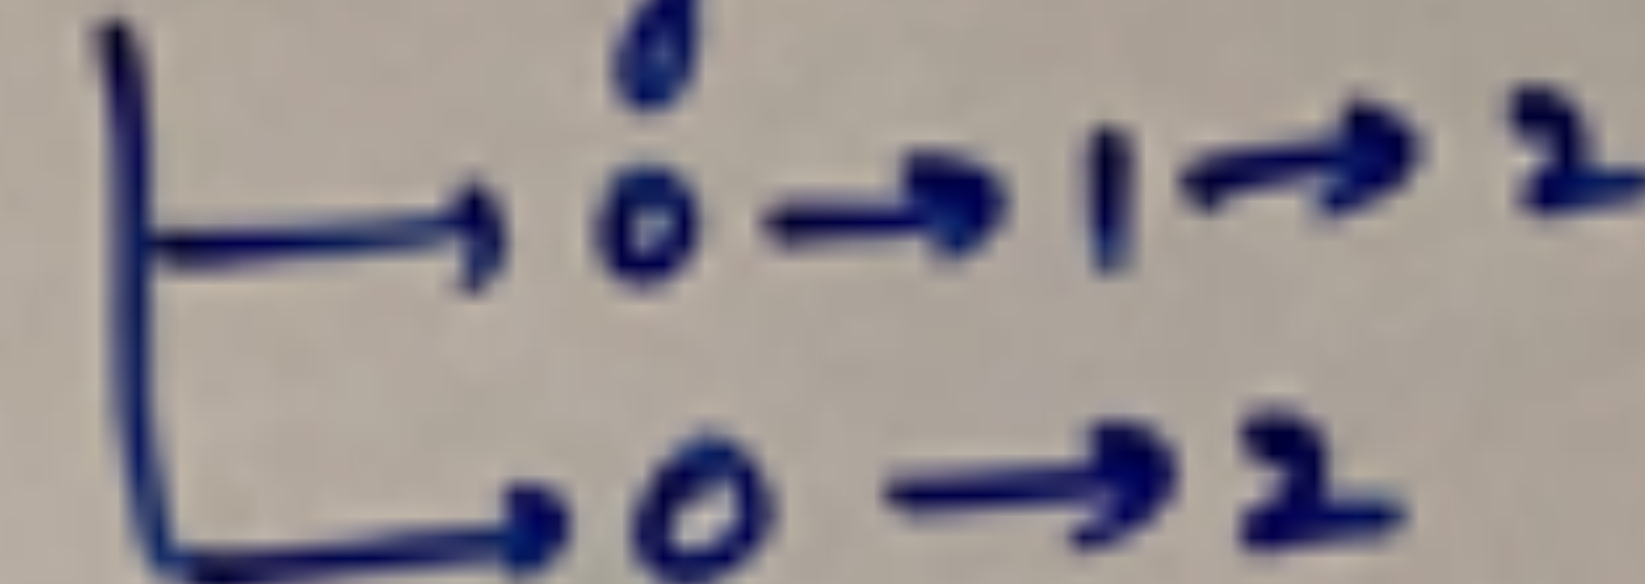 → 0 → 1 → 2
→ 0 → 2